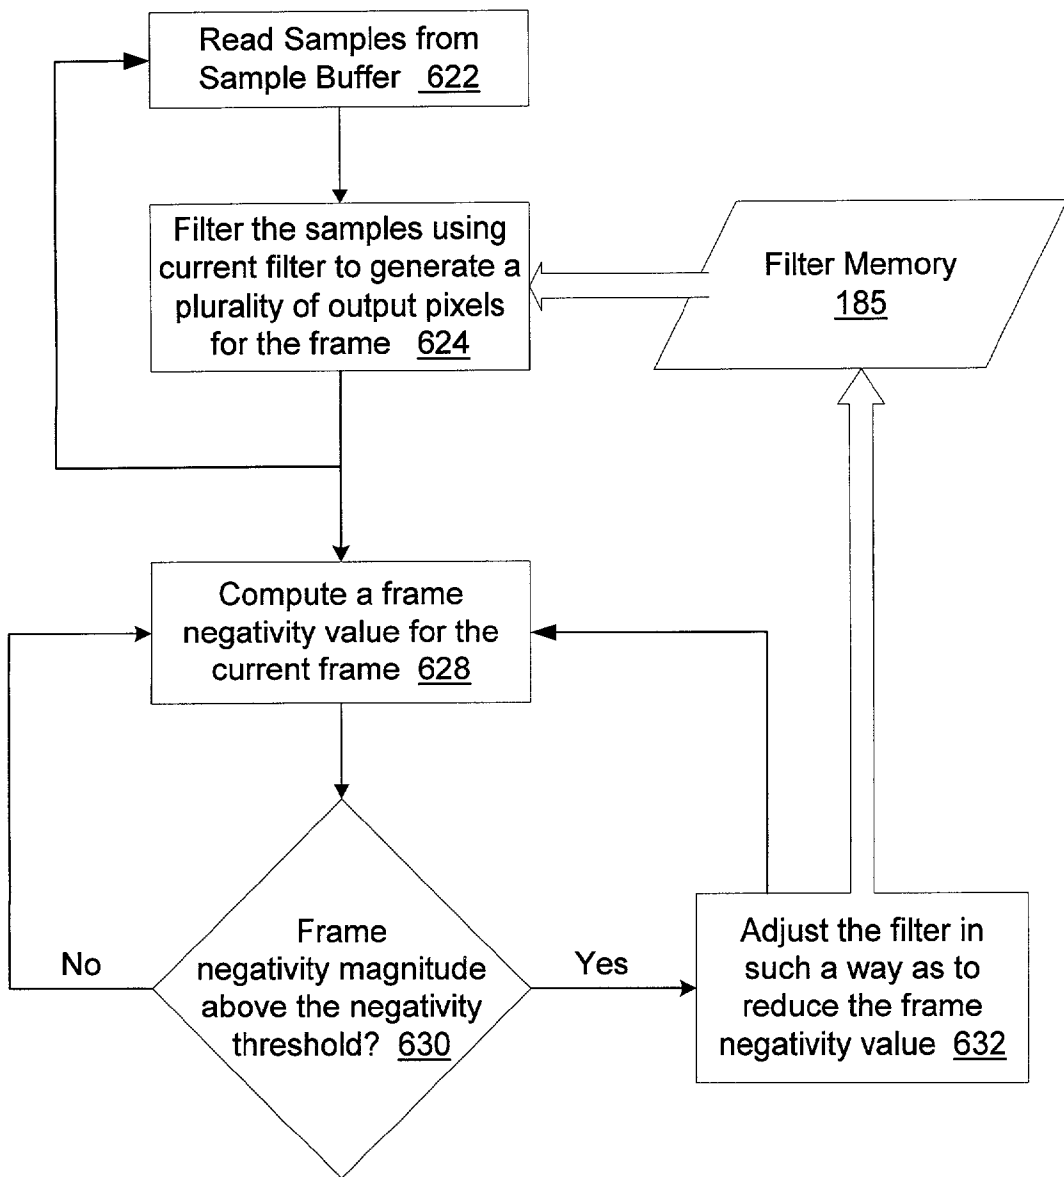 Read Samples from
Sample Buffer 622
Filter the samples using
current filter to generate a
plurality of output pixels
for the frame 624
Filter Memory
185
Compute a frame
negativity value for the
current frame 628
Frame
negativity magnitude
above the negativity
threshold? 630
No
Yes
Adjust the filter in
such a way as to
reduce the frame
negativity value 632